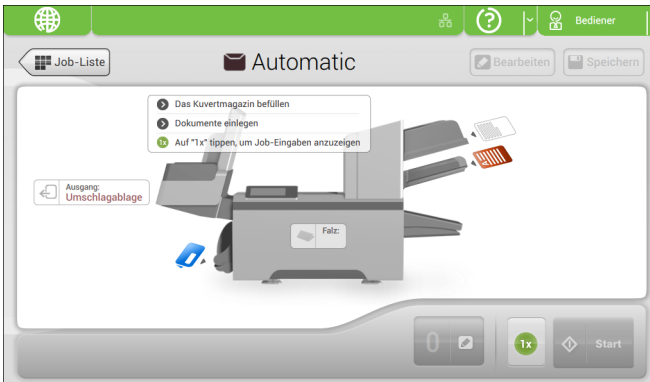 Bediener
Job-Liste
Automatic
Bearbeiten
Speichern
Das Kuvertmagazin befüllen
Dokumente einlegen
1x Auf "1x" tippen, um Job-Eingaben anzuzeigen
Ausgang:
Umschlagablage
Falz:
0
1x
Start